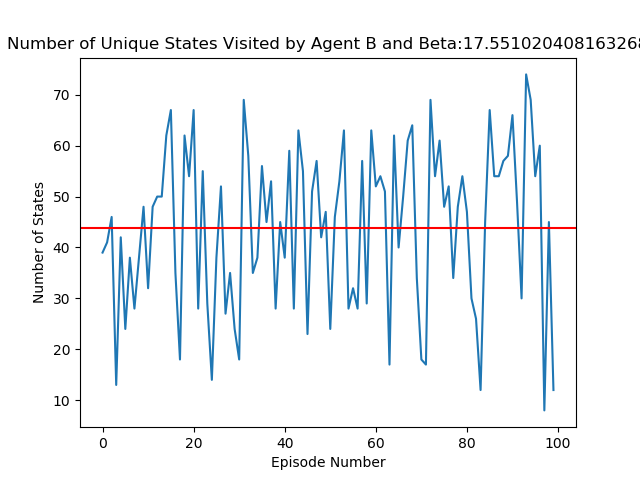 Number of Unique States Visited by Agent B and Beta:17.551020408163268
70
60
50
40
30
20
10
Number of States
0 20 40 60 80 100
Episode Number